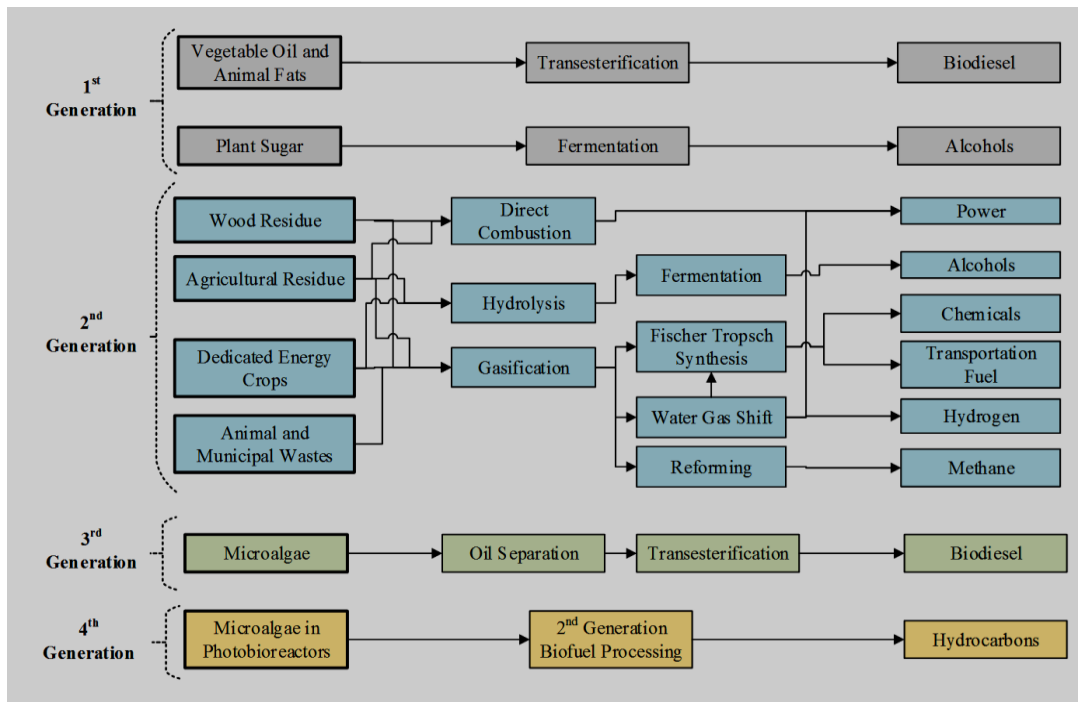 1st
Generation
Vegetable Oil and
Animal Fats
Transesterification
Biodiesel
Plant Sugar
Fermentation
Alcohols
2nd
Generation
Wood Residue
Agricultural Residue
Dedicated Energy
Crops
Animal and
Municipal Wastes
Direct
Combustion
Hydrolysis
Gasification
Fermentation
Fischer Tropsch
Synthesis
Water Gas Shift
Reforming
Power
Alcohols
Chemicals
Transportation
Fuel
Hydrogen
Methane
3rd
Generation
Microalgae
Oil Separation
Transesterification
Biodiesel
4th
Generation
Microalgae in
Photobioreactors
2nd Generation
Biofuel Processing
Hydrocarbons